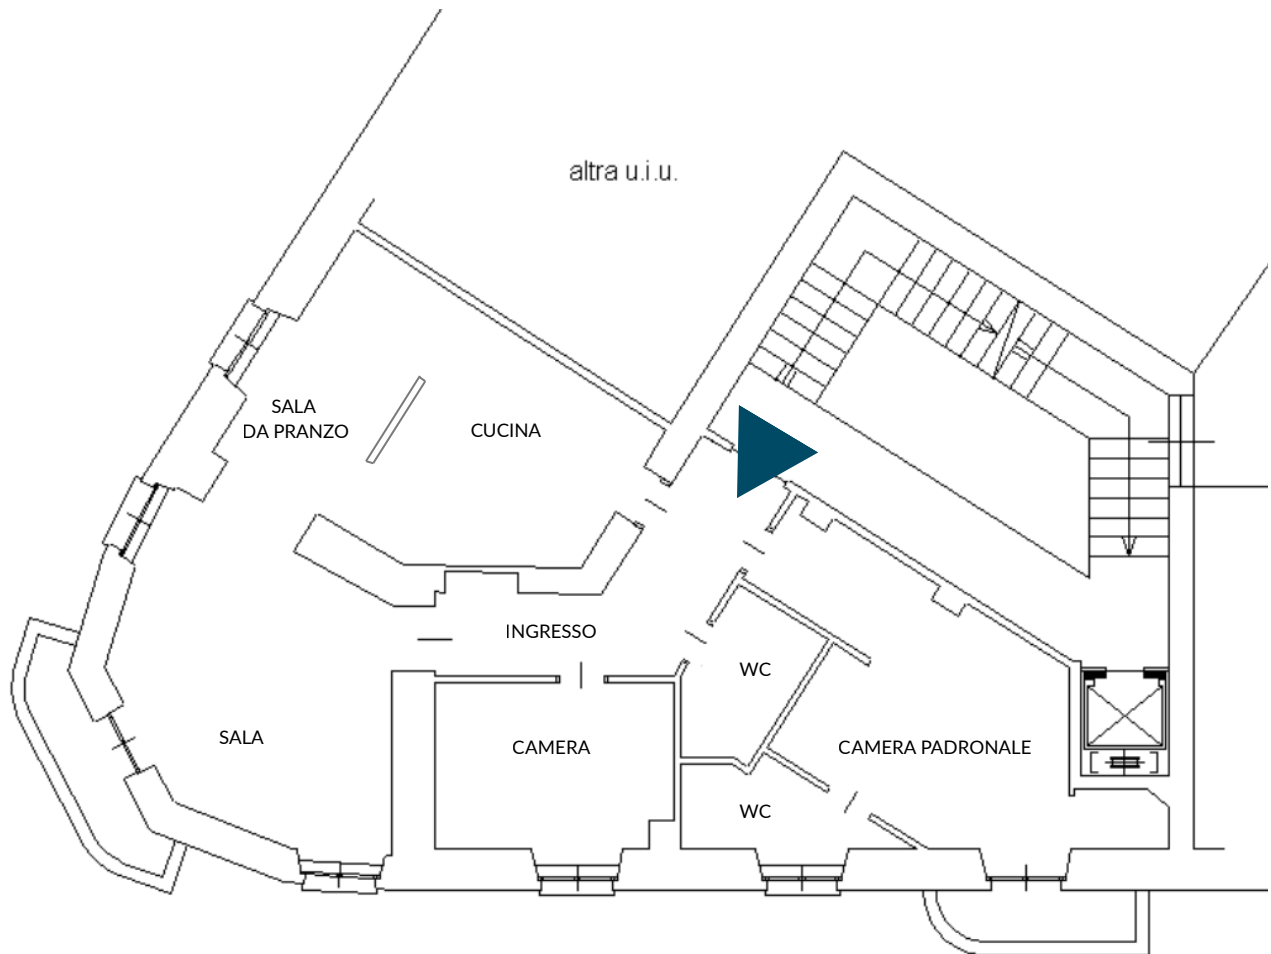 altra u.i.u.
SALA
DA PRANZO
CUCINA
INGRESSO
WC
SALA
CAMERA
CAMERA PADRONALE
WC